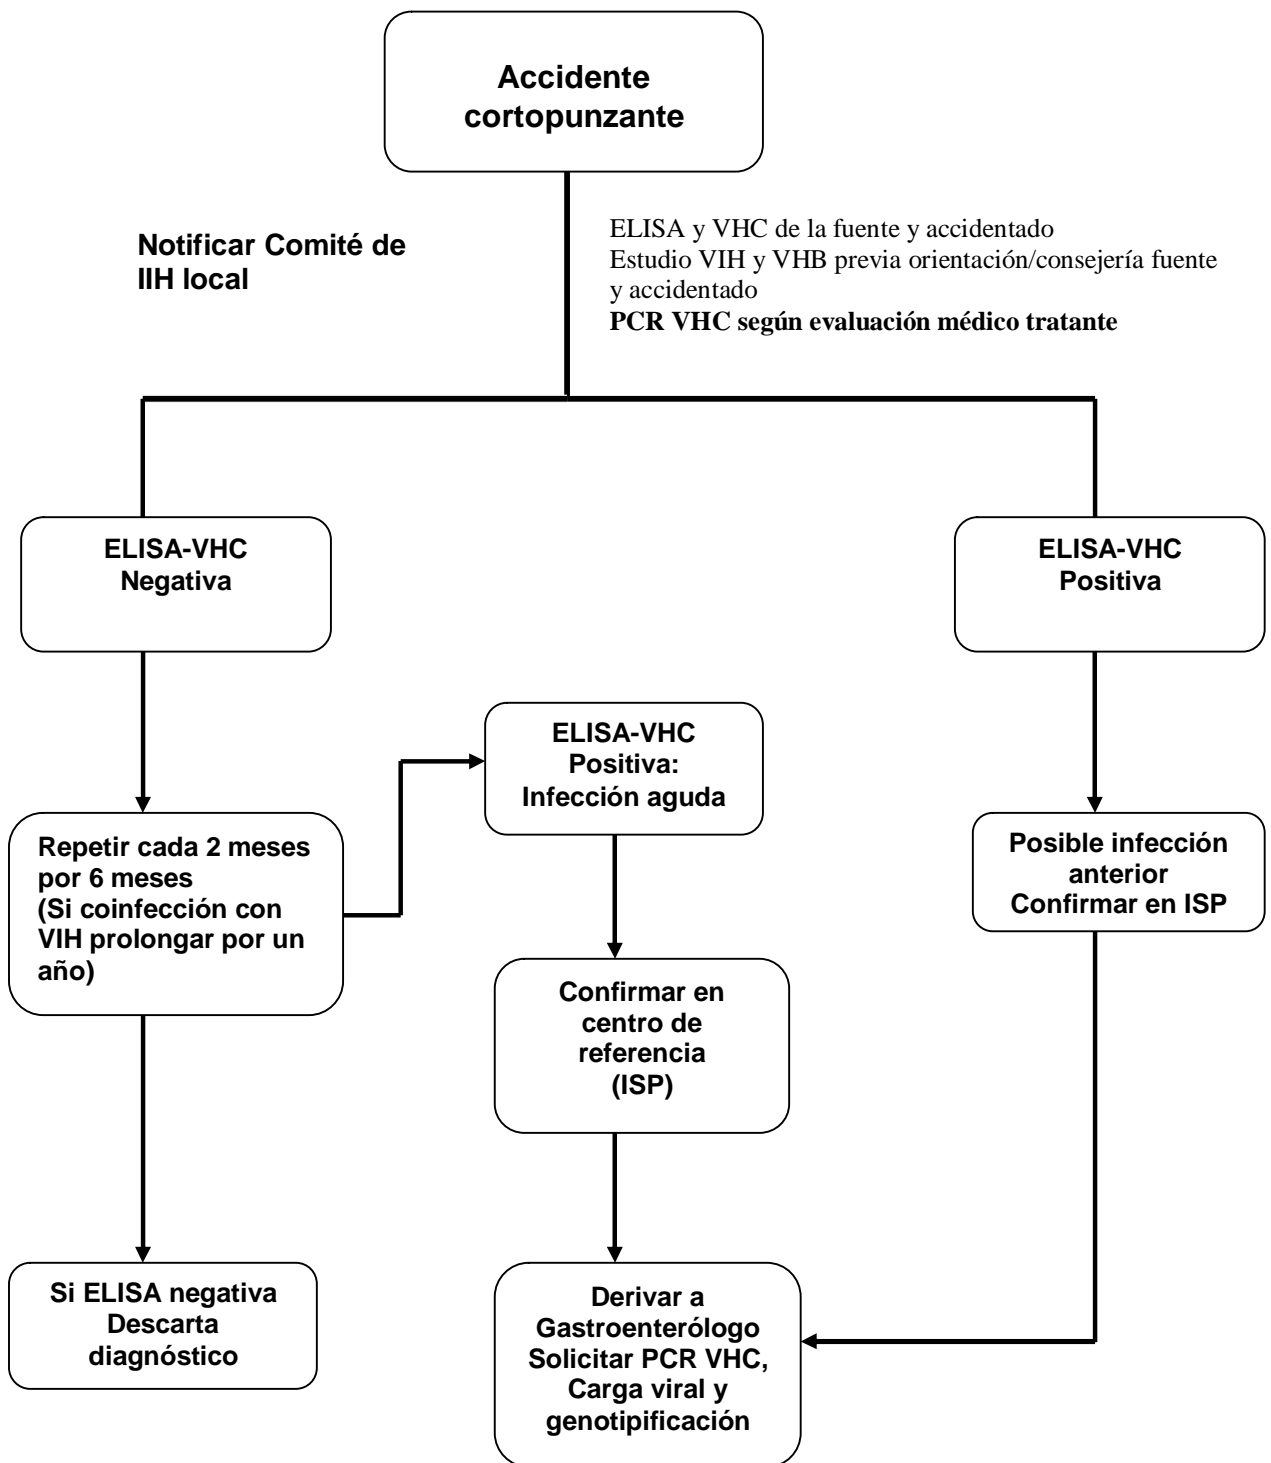 Accidente
cortopunzante
Notificar Comité de
IIH local
ELISA y VHC de la fuente y accidentado
Estudio VIH y VHB previa orientación/consejería fuente
y accidentado
PCR VHC según evaluación médico tratante
ELISA-VHC
Negativa
ELISA-VHC
Positiva
ELISA-VHC
Positiva:
Infección aguda
Repetir cada 2 meses
por 6 meses
(Si coinfección con
VIH prolongar por un
año)
Posible infección
anterior
Confirmar en ISP
Confirmar en
centro de
referencia
(ISP)
Si ELISA negativa
Descarta
diagnóstico
Derivar a
Gastroenterólogo
Solicitar PCR VHC,
Carga viral y
genotipificación